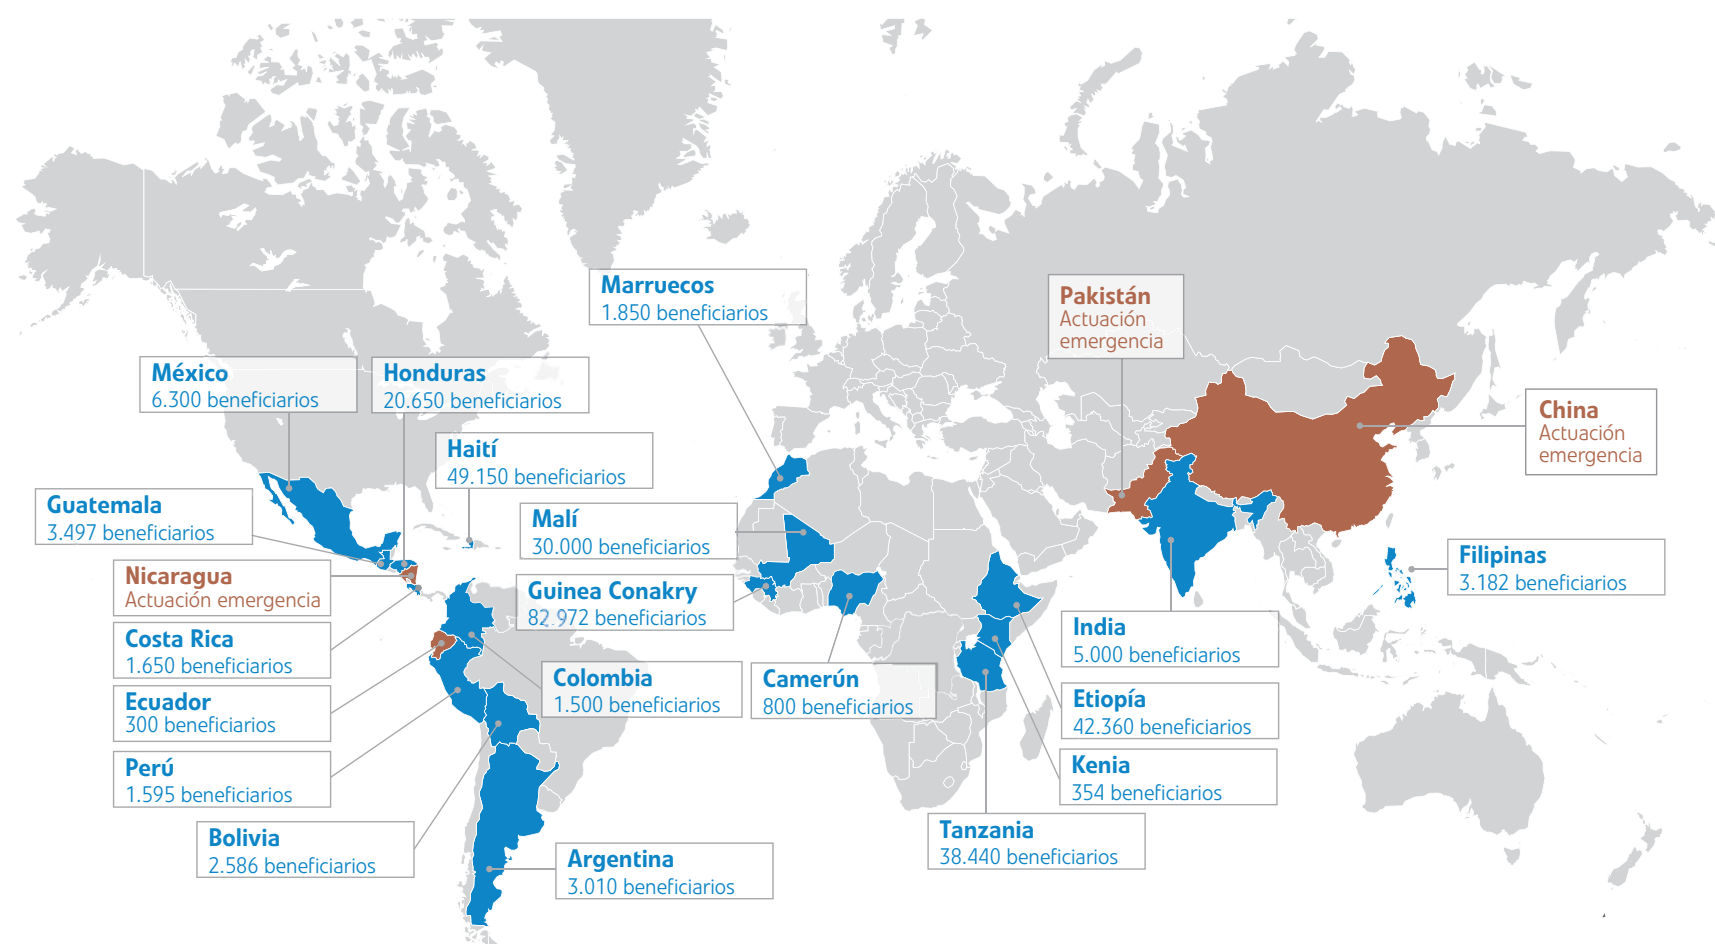 Marruecos
1.850 beneficiarios
Pakistán
Actuación
emergencia
México
6.300 beneficiarios
Honduras
20.650 beneficiarios
China
Actuación
emergencia
Haití
49.150 beneficiarios
Guatemala
3.497 beneficiarios
Malí
30.000 beneficiarios
Filipinas
3.182 beneficiarios
Nicaragua
Actuación emergencia
Guinea Conakry
82.972 beneficiarios
India
5.000 beneficiarios
Costa Rica
1.650 beneficiarios
Colombia
1.500 beneficiarios
Camerún
800 beneficiarios
Etiopía
42.360 beneficiarios
Ecuador
300 beneficiarios
Perú
1.595 beneficiarios
Kenia
354 beneficiarios
Bolivia
2.586 beneficiarios
Tanzania
38.440 beneficiarios
Argentina
3.010 beneficiarios